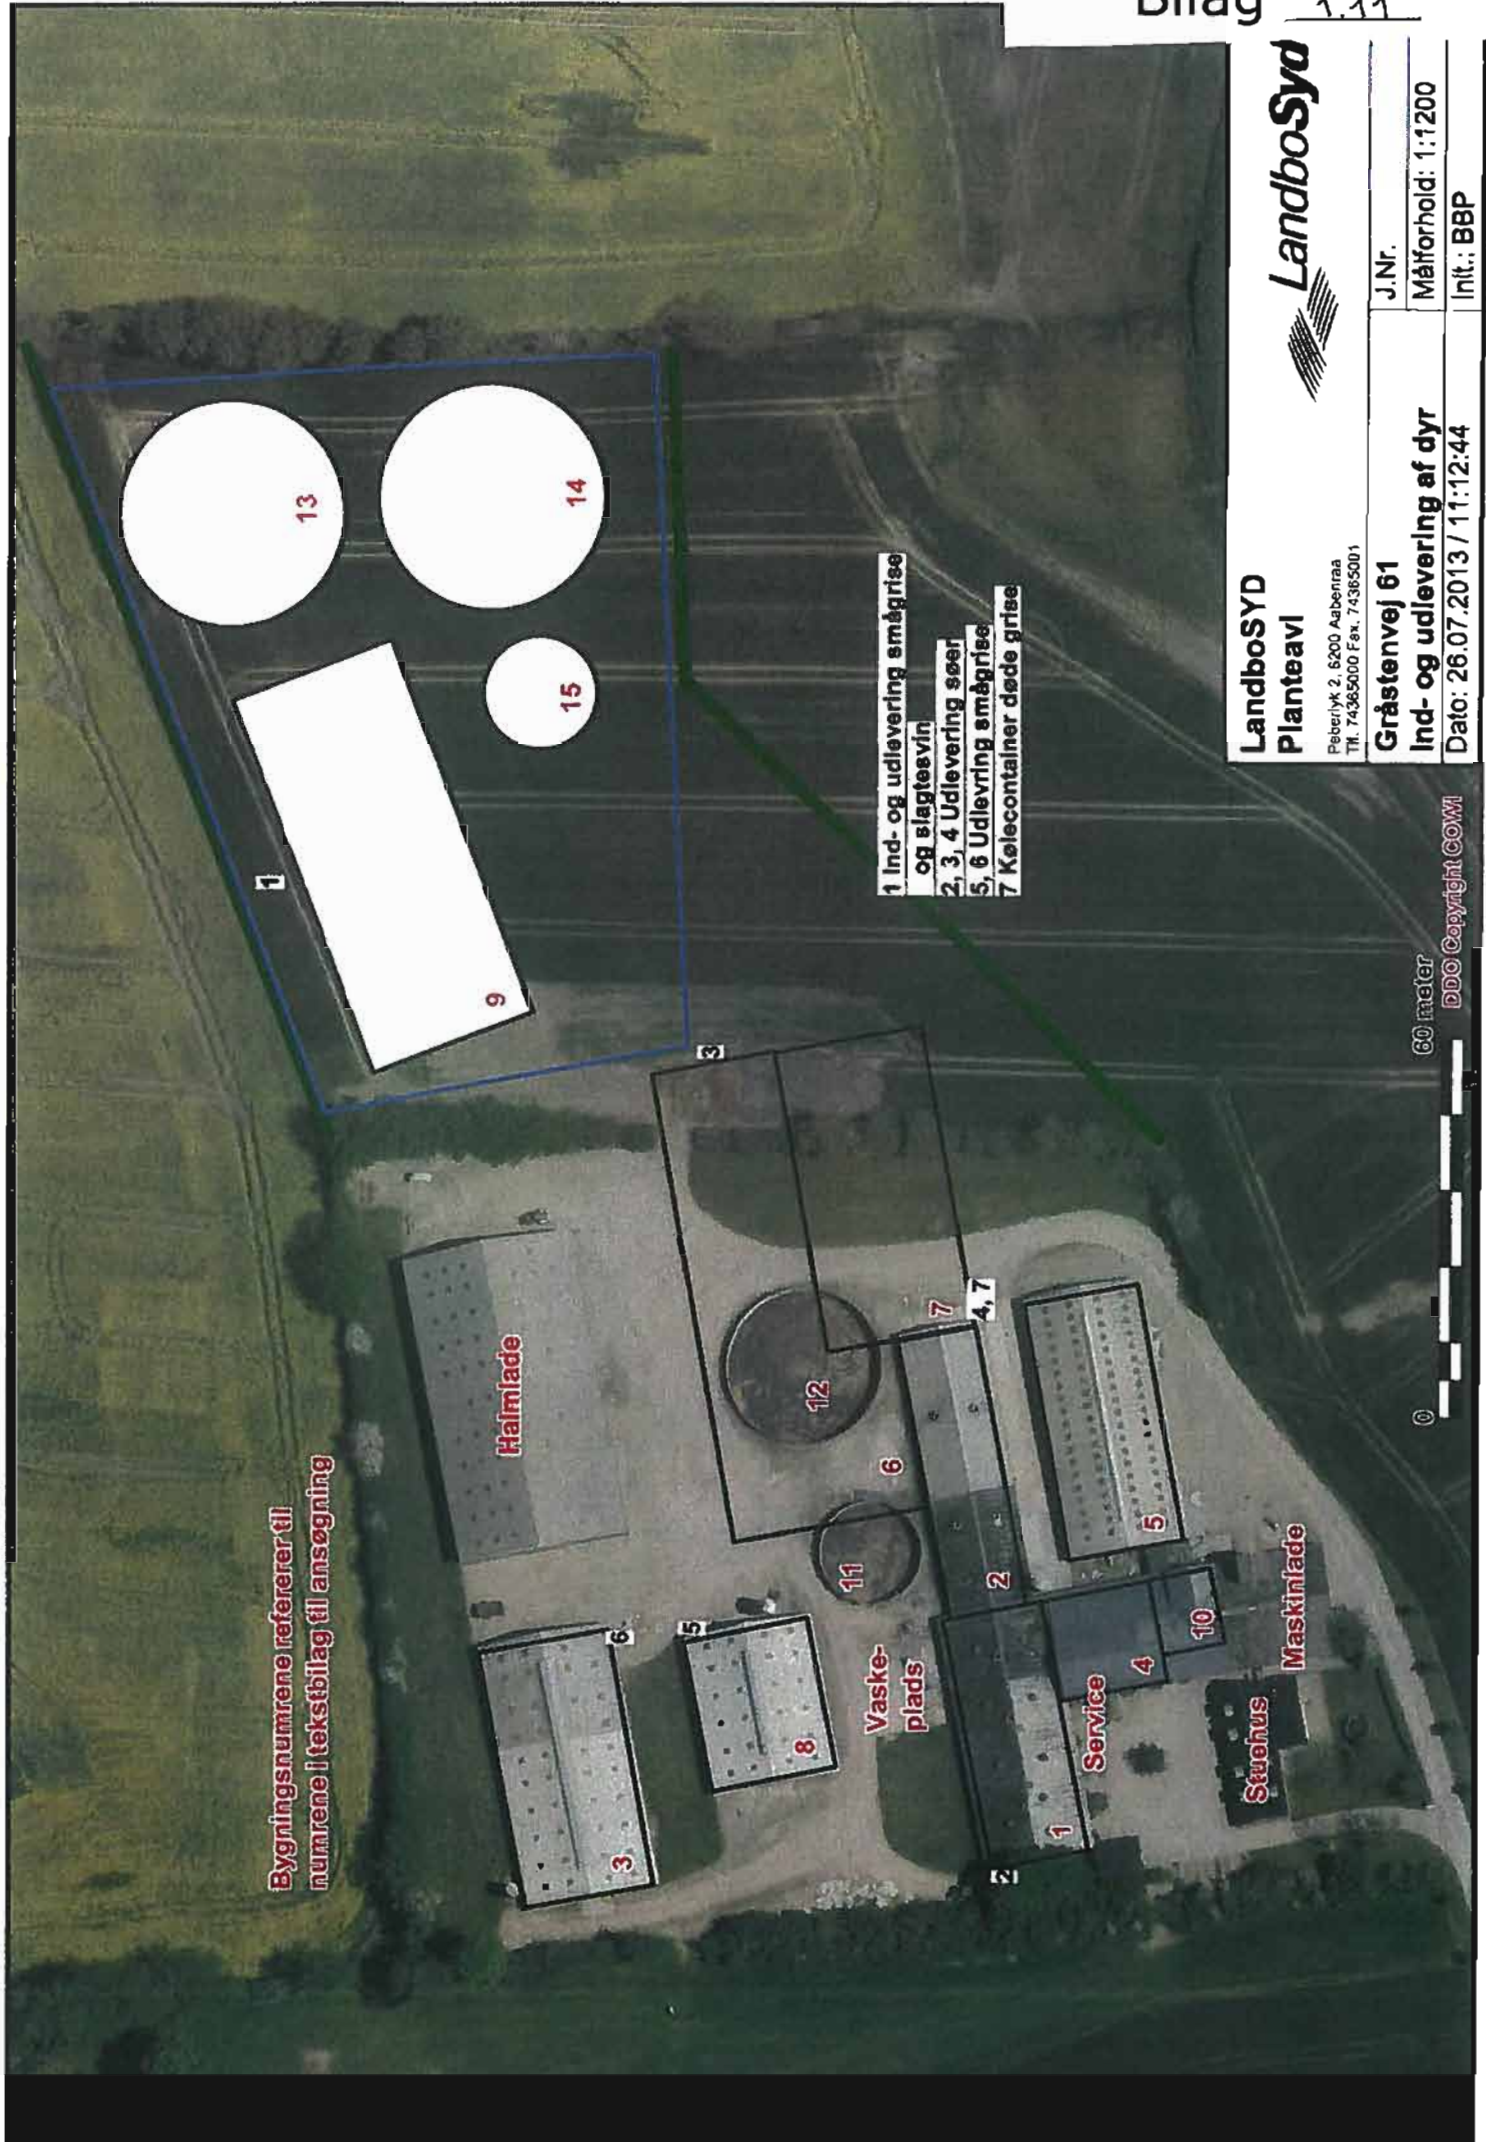 Bilag 1.11
LandboSYD
Planteavl
LandboSyd
Peberlyk 2, 6200 Aabenraa
Tlf. 74365000 Fax. 74365001
Gråstenvej 61
J.Nr.
Ind- og udlevering af dyr
Målforhold: 1:1200
Dato: 26.07.2013 / 11:12:44
Init.: BBP
Bygningsnumrene refererer til
numrene i tekstbilag til ansøgning
1 Ind- og udlevering smågrise
og slagtesvin
2, 3, 4 Udlevering søer
5, 6 Udlevring smågrise
7 Kølecontainer døde grise
1
13
14
15
9
3
Halmlade
12
7
4, 7
6
11
2
5
6
5
3
8
Vaske-
plads
10
4
Maskinlade
Service
Stuehus
1
2
0
60 meter
DDO Copyright COWI